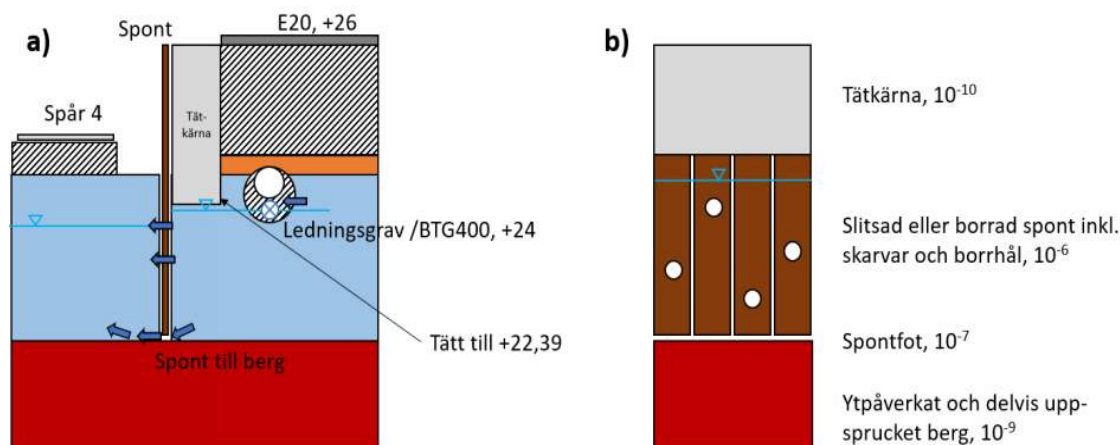 a)
Spont
E20, +26
Spår 4
Tät-
kärna
Ledningsgrav /BTG400, +24
Tätt till +22,39
Spont till berg
b)
Tätkärna, 10⁻¹⁰
Slitsad eller borrad spont inkl.
skarvar och borrhål, 10⁻⁶
Spontfot, 10⁻⁷
Ytpåverkat och delvis upp-
sprucket berg, 10⁻⁹